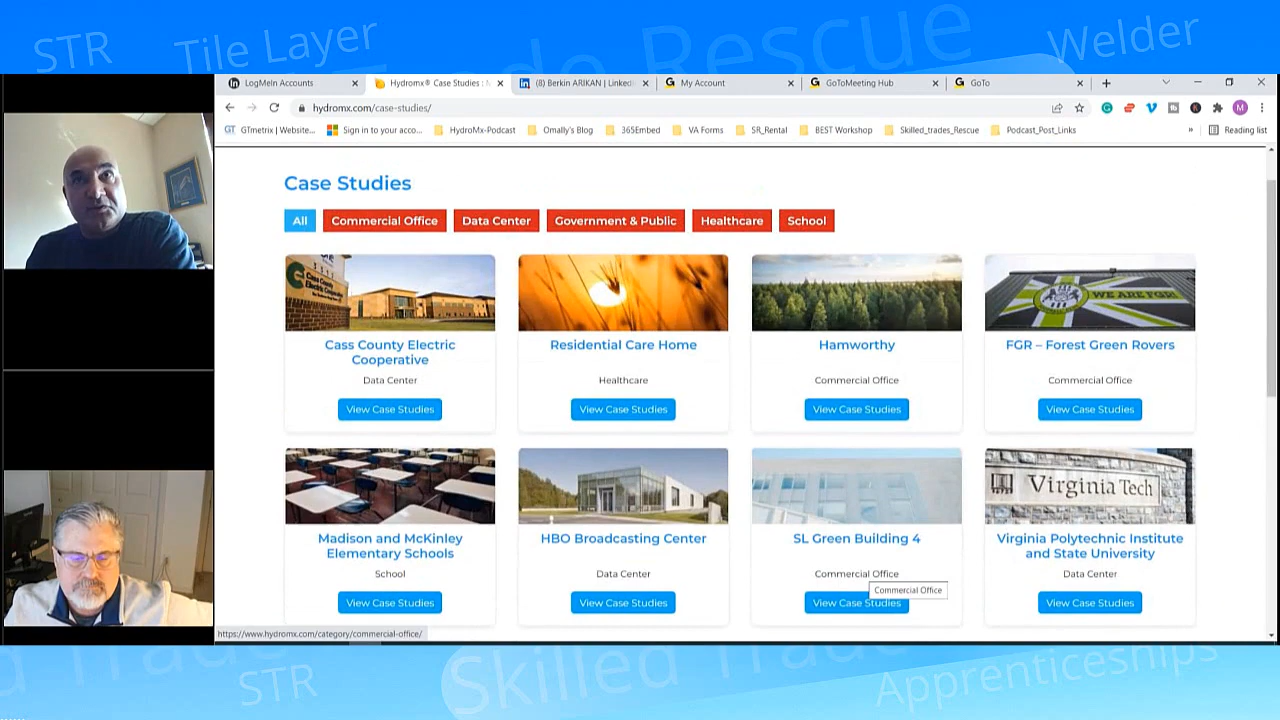 STR
Tile Layer
de Rescue
Welder
LogMeIn Accounts
Hydromx® Case Studies :
(8) Berkin ARIKAN | LinkedI
My Account
GoToMeeting Hub
GoTo
hydromx.com/case-studies/
GTmetrix | Website...
Sign in to your acco...
HydroMx-Podcast
Omally's Blog
365Embed
VA Forms
SR_Rental
BEST Workshop
Skilled_trades_Rescue
Podcast_Post_Links
»
Reading list
Case Studies
All
Commercial Office
Data Center
Government & Public
Healthcare
School
Cass County
Electric
Cooperative
WE ARE FGR!
Cass County Electric
Cooperative
Data Center
View Case Studies
Residential Care Home
Healthcare
View Case Studies
Hamworthy
Commercial Office
View Case Studies
FGR – Forest Green Rovers
Commercial Office
View Case Studies
Virginia Tech
Madison and McKinley
Elementary Schools
School
View Case Studies
HBO Broadcasting Center
Data Center
View Case Studies
SL Green Building 4
Commercial Office
Commercial Office
View Case Studies
Virginia Polytechnic Institute
and State University
Data Center
View Case Studies
https://www.hydromx.com/category/commercial-office/
STR
Skilled Trade
Apprenticeships